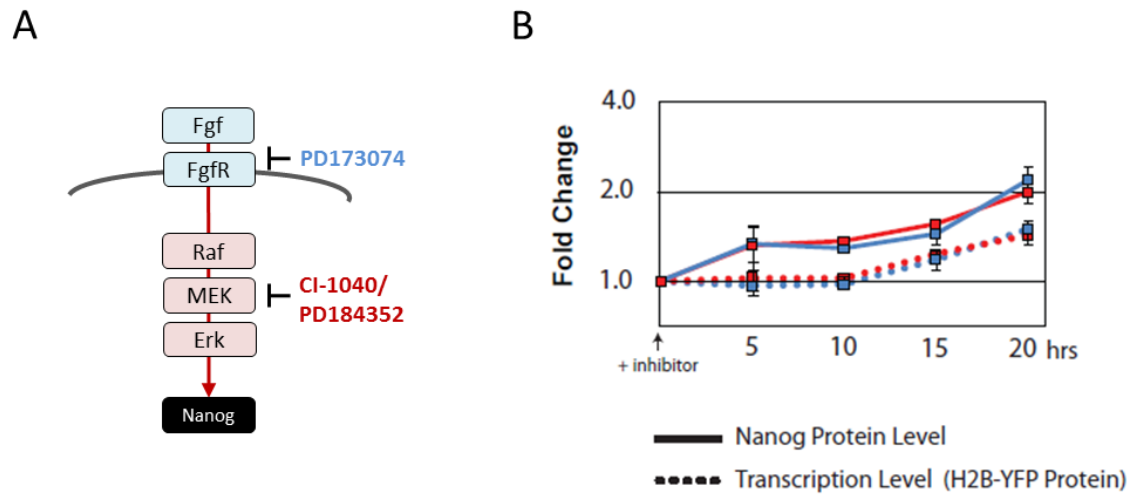 A
Fgf
FgfR
PD173074
Raf
MEK
CI-1040/
PD184352
Erk
Nanog
B
Fold Change
4.0
2.0
1.0
5 10 15 20 hrs
+ inhibitor
Nanog Protein Level
Transcription Level (H2B-YFP Protein)